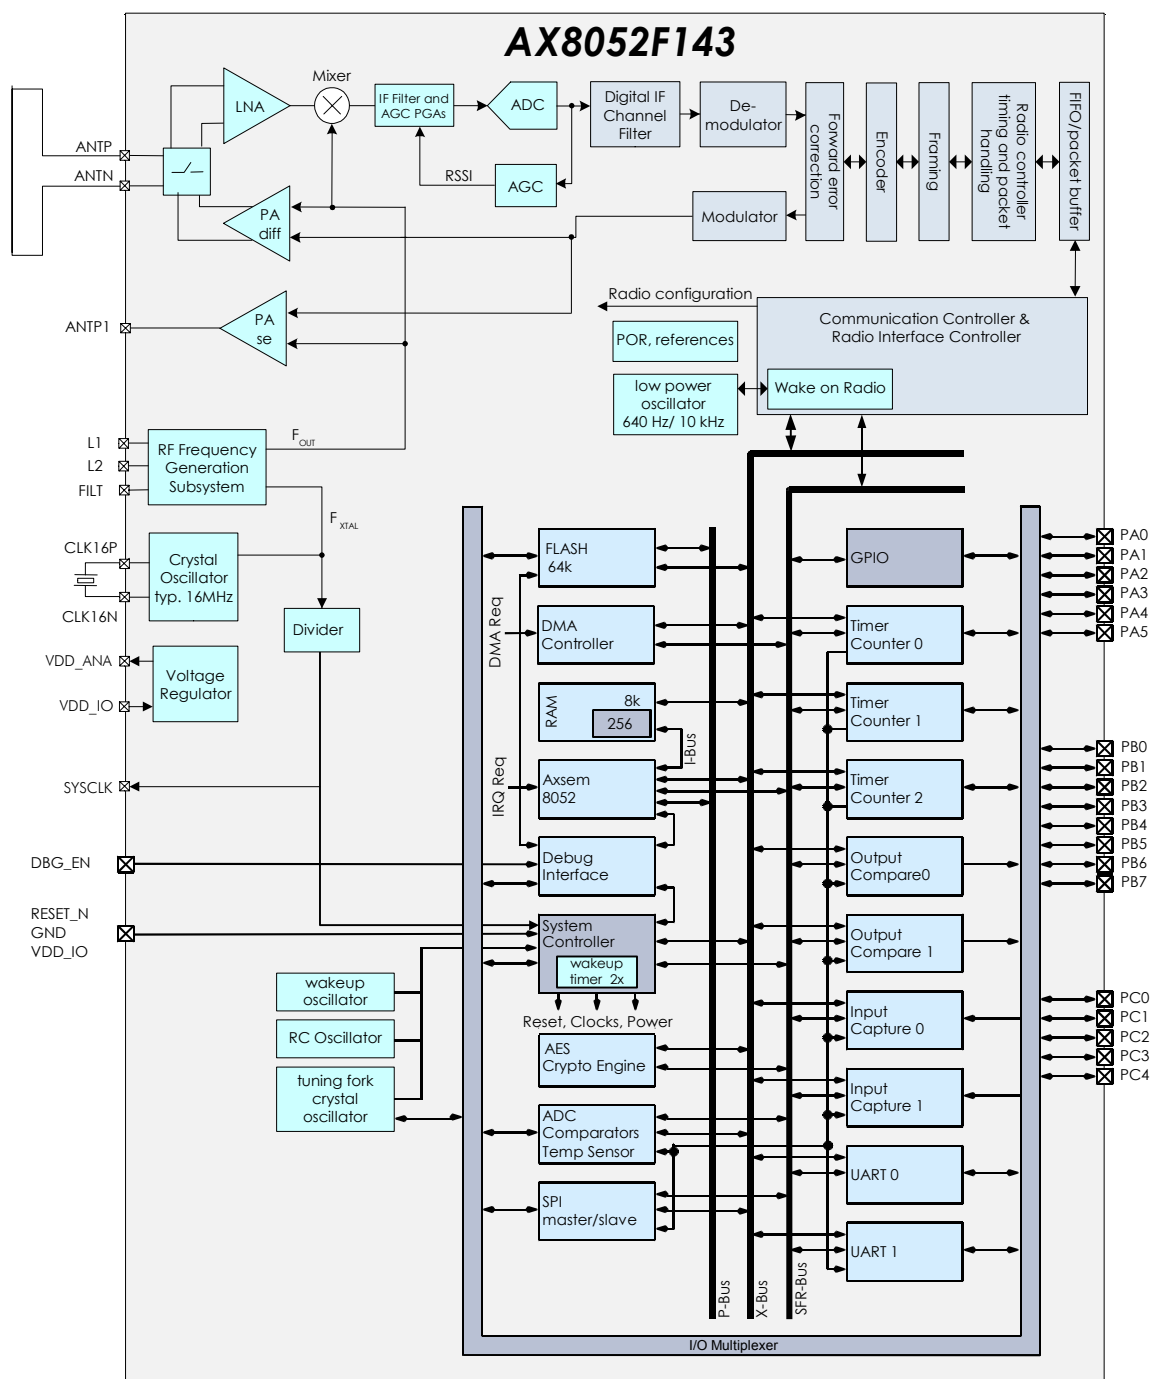 AX8052F143
Mixer
LNA
IF Filter and
AGC PGAs
ADC
Digital IF
Channel
Filter
De-
modulator
Forward error
correction
Encoder
Framing
Radio controller
timing and packet
handling
FIFO/packet buffer
ANTP
ANTN
RSSI
AGC
PA
diff
Modulator
ANTP1
PA
se
Radio configuration
Communication Controller &
Radio Interface Controller
POR, references
low power
oscillator
640 Hz/ 10 kHz
Wake on Radio
L1
L2
FILT
RF Frequency
Generation
Subsystem
FOUT
FXTAL
CLK16P
CLK16N
Crystal
Oscillator
typ. 16MHz
Divider
VDD_ANA
VDD_IO
Voltage
Regulator
SYSCLK
DBG_EN
RESET_N
GND
VDD_IO
wakeup
oscillator
RC Oscillator
tuning fork
crystal
oscillator
DMA Req
IRQ Req
FLASH
64k
DMA
Controller
RAM
8k
256
I-Bus
Axsem
8052
Debug
Interface
System
Controller
wakeup
timer 2x
Reset, Clocks, Power
AES
Crypto Engine
ADC
Comparators
Temp Sensor
SPI
master/slave
P-Bus
X-Bus
SFR-Bus
GPIO
Timer
Counter 0
Timer
Counter 1
Timer
Counter 2
Output
Compare0
Output
Compare 1
Input
Capture 0
Input
Capture 1
UART 0
UART 1
I/O Multiplexer
PA0
PA1
PA2
PA3
PA4
PA5
PB0
PB1
PB2
PB3
PB4
PB5
PB6
PB7
PC0
PC1
PC2
PC3
PC4